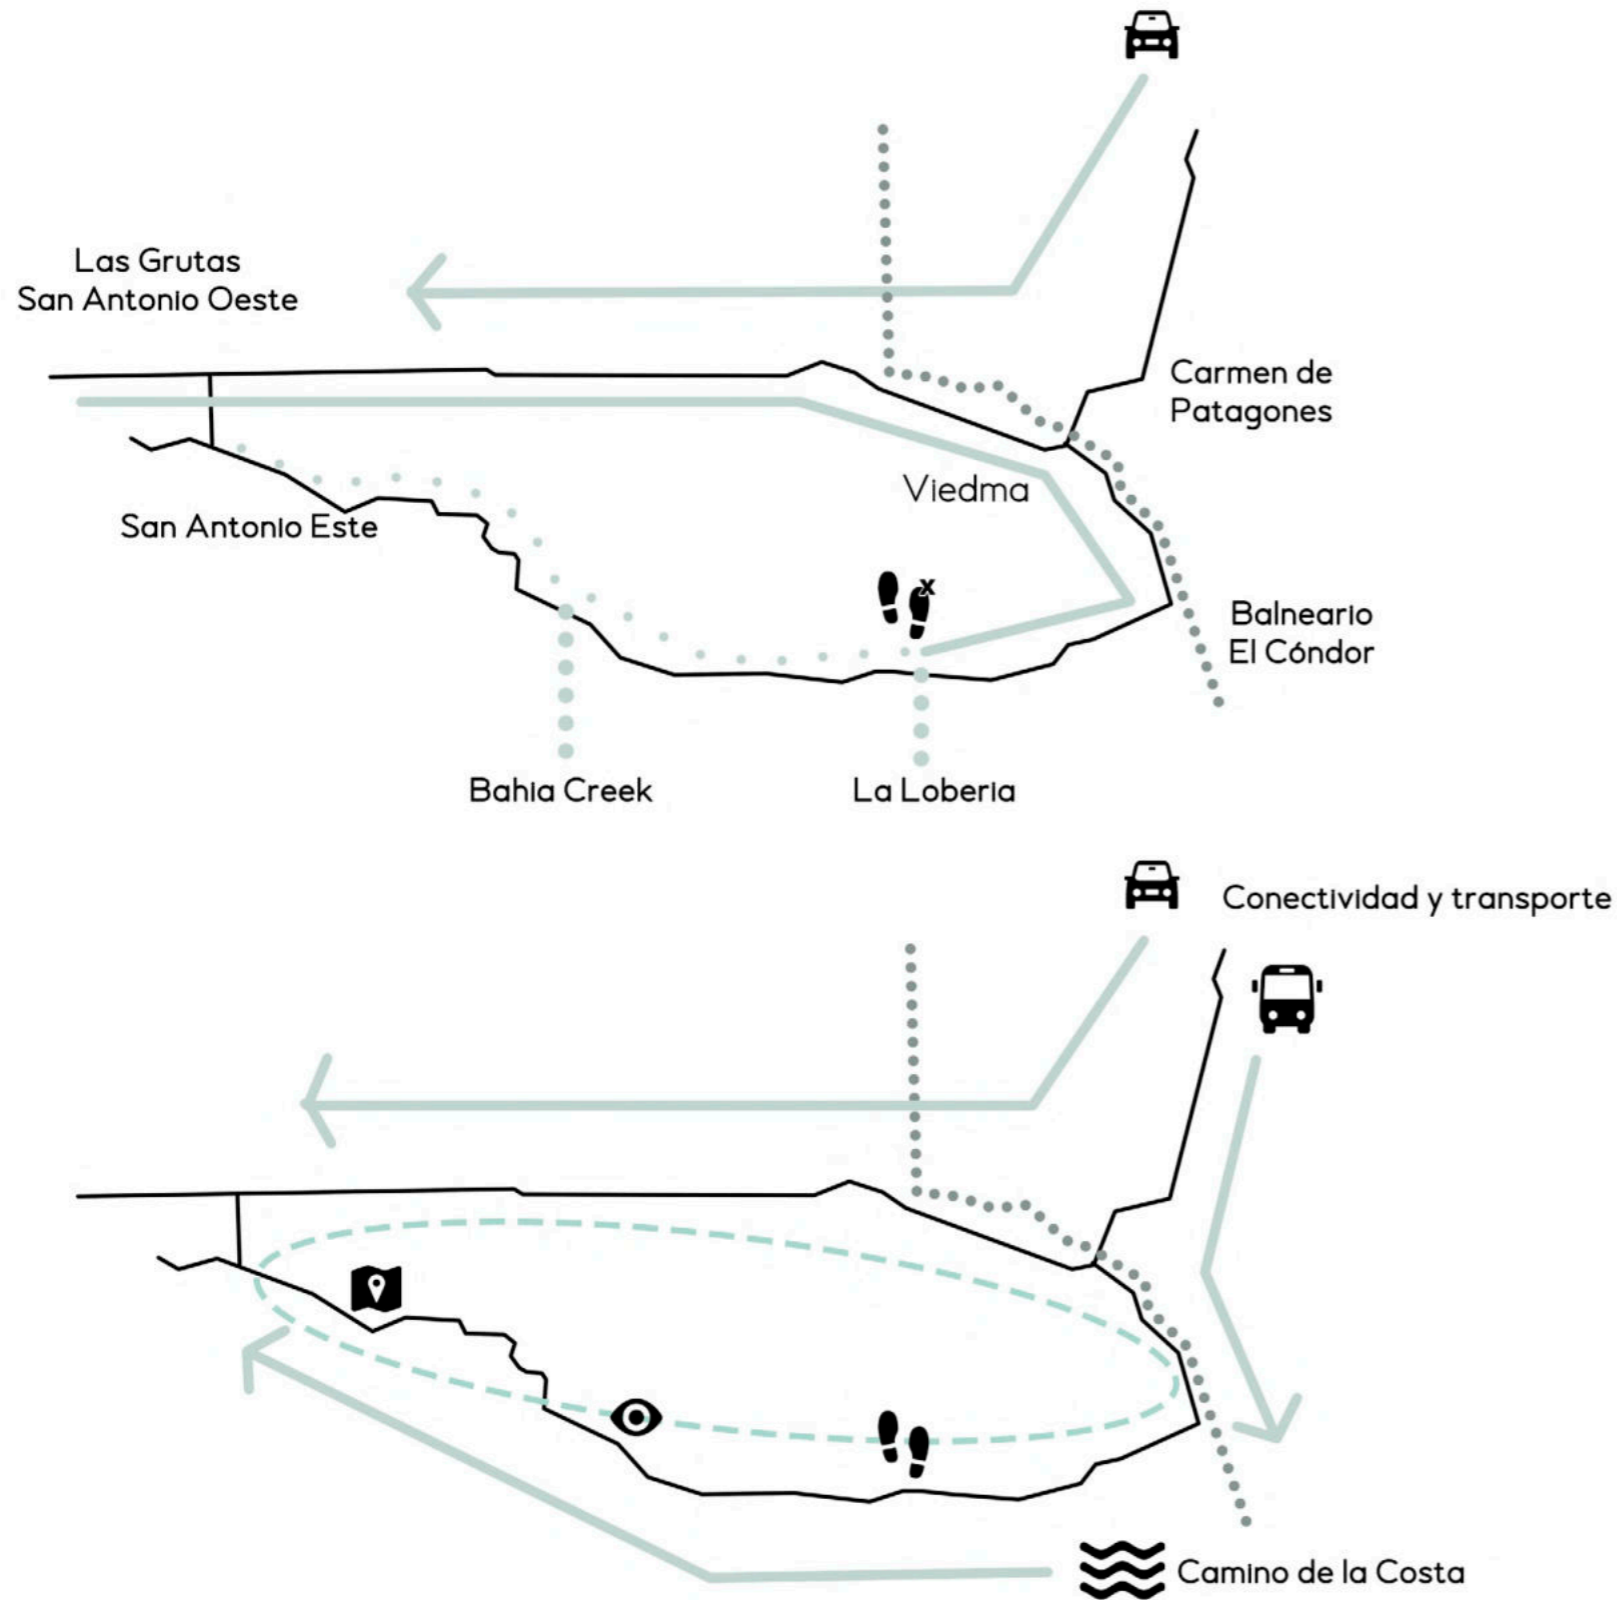 Las Grutas
San Antonio Oeste
Carmen de
Patagones
Viedma
San Antonio Este
x
Balneario
El Cóndor
Bahia Creek
La Loberia
Conectividad y transporte
Camino de la Costa